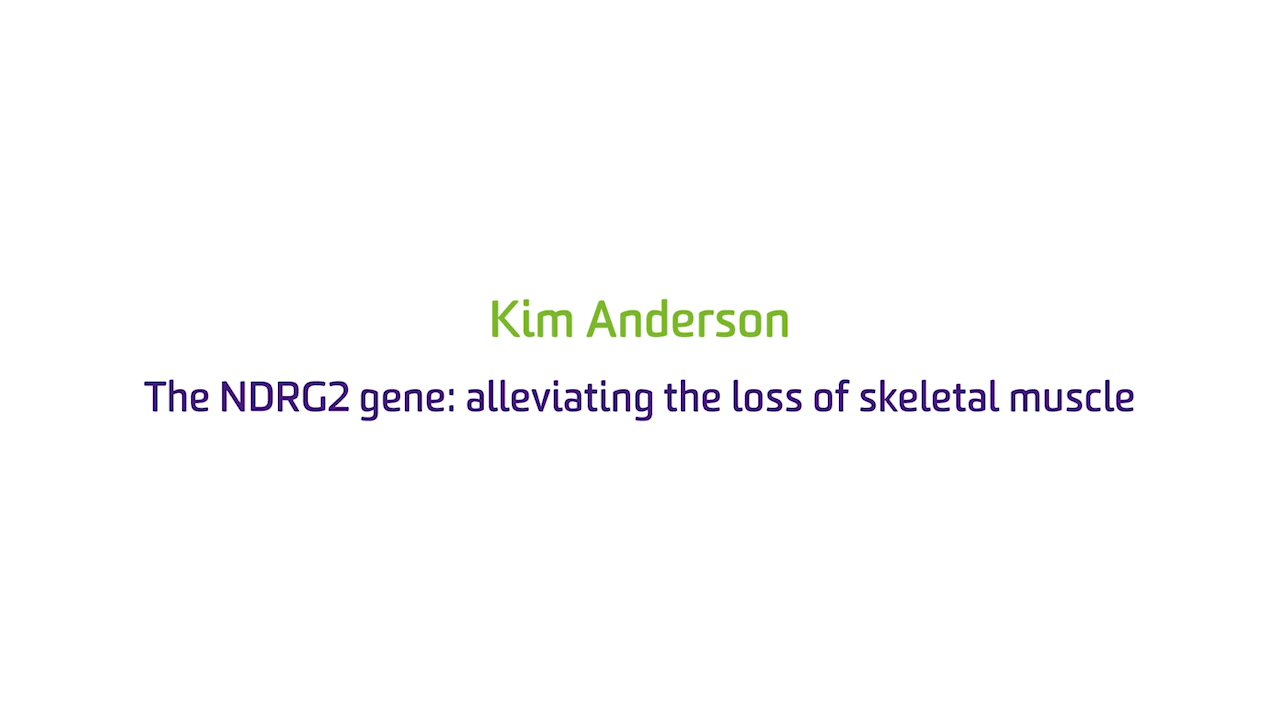 Kim Anderson
The NDRG2 gene: alleviating the loss of skeletal muscle